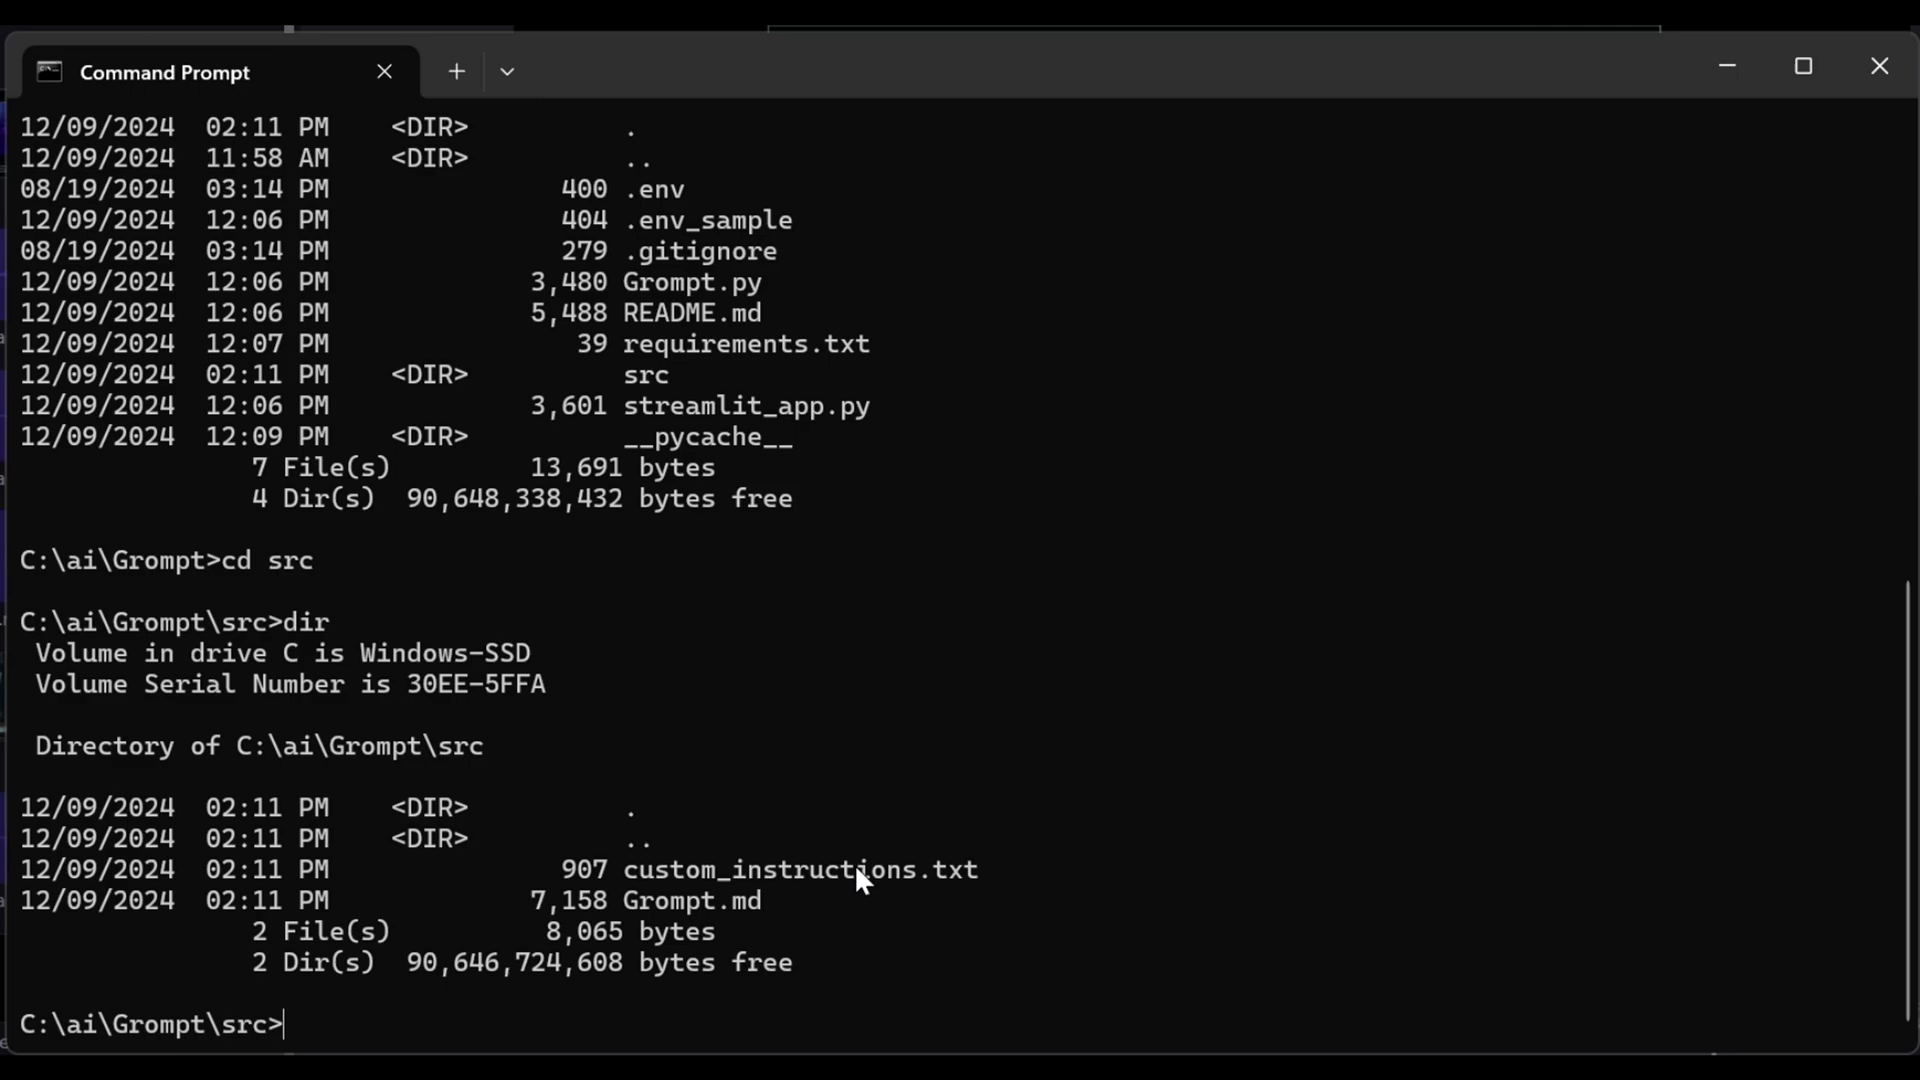 Command Prompt
12/09/2024  02:11 PM    <DIR>          .
12/09/2024  11:58 AM    <DIR>          ..
08/19/2024  03:14 PM               400 .env
12/09/2024  12:06 PM               404 .env_sample
08/19/2024  03:14 PM               279 .gitignore
12/09/2024  12:06 PM             3,480 Grompt.py
12/09/2024  12:06 PM             5,488 README.md
12/09/2024  12:07 PM                39 requirements.txt
12/09/2024  02:11 PM    <DIR>          src
12/09/2024  12:06 PM             3,601 streamlit_app.py
12/09/2024  12:09 PM    <DIR>          __pycache__
               7 File(s)         13,691 bytes
               4 Dir(s)  90,648,338,432 bytes free
C:\ai\Grompt>cd src
C:\ai\Grompt\src>dir
 Volume in drive C is Windows-SSD
 Volume Serial Number is 30EE-5FFA
 Directory of C:\ai\Grompt\src
12/09/2024  02:11 PM    <DIR>          .
12/09/2024  02:11 PM    <DIR>          ..
12/09/2024  02:11 PM               907 custom_instructions.txt
12/09/2024  02:11 PM             7,158 Grompt.md
               2 File(s)          8,065 bytes
               2 Dir(s)  90,646,724,608 bytes free
C:\ai\Grompt\src>